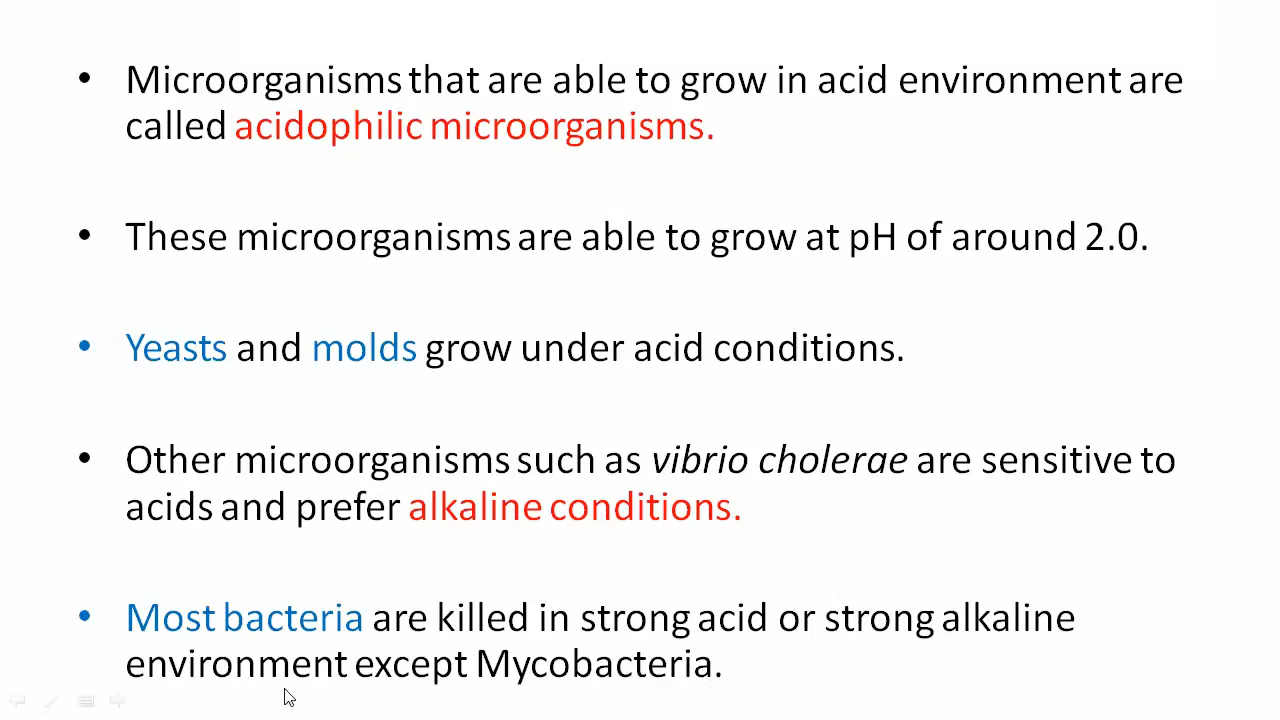 • Microorganisms that are able to grow in acid environment are
called acidophilic microorganisms.
• These microorganisms are able to grow at pH of around 2.0.
• Yeasts and molds grow under acid conditions.
• Other microorganisms such as vibrio cholerae are sensitive to
acids and prefer alkaline conditions.
• Most bacteria are killed in strong acid or strong alkaline
environment except Mycobacteria.